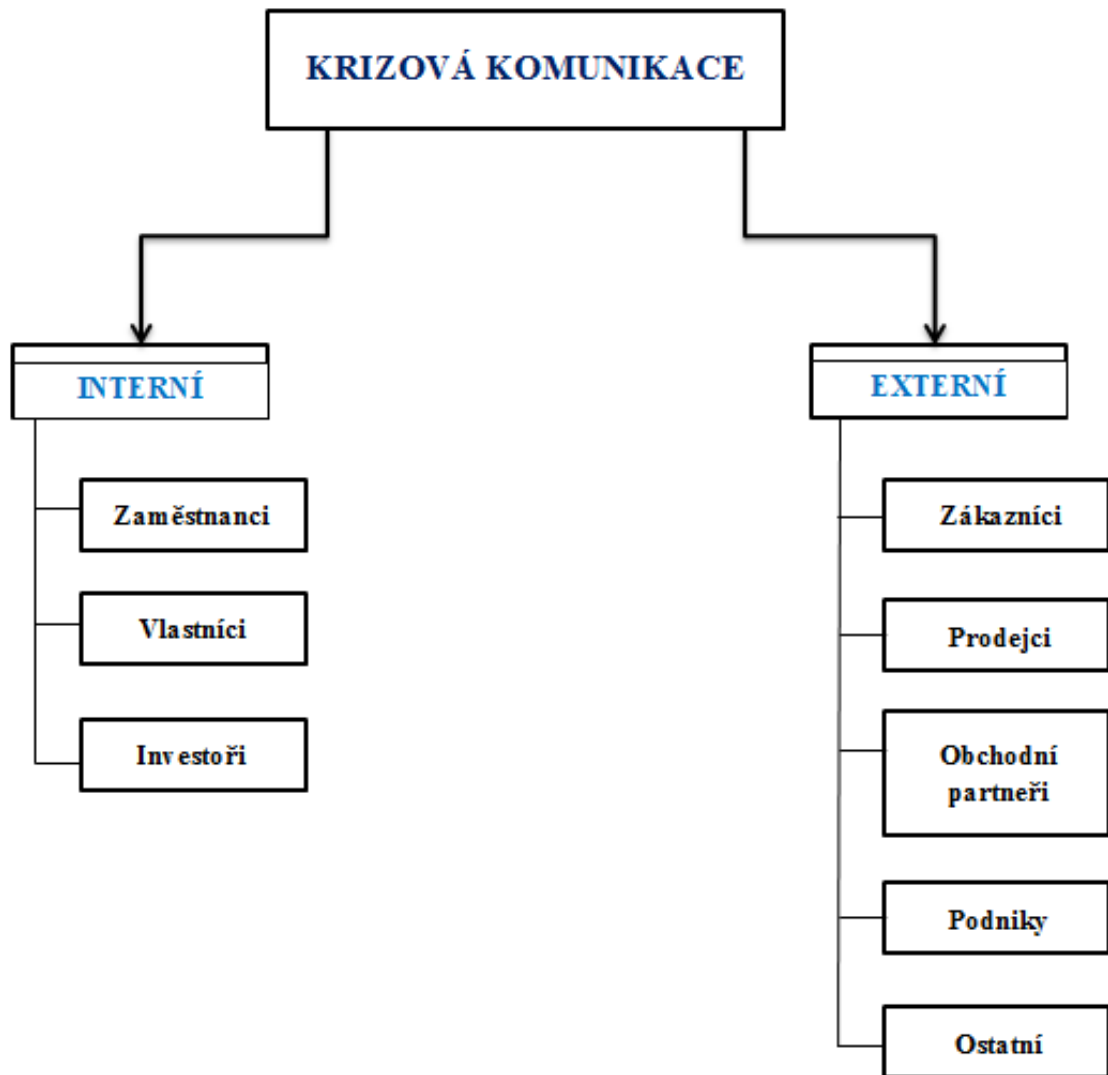 KRIZOVÁ KOMUNIKACE
INTERNÍ
Zaměstnanci
Vlastníci
Investoři
EXTERNÍ
Zákazníci
Prodejci
Obchodní
partneři
Podniky
Ostatní